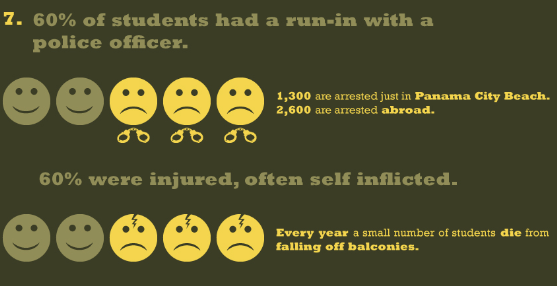 7. 60% of students had a run-in with a
police officer.
1,300 are arrested just in Panama City Beach.
2,600 are arrested abroad.
60% were injured, often self inflicted.
Every year a small number of students die from
falling off balconies.